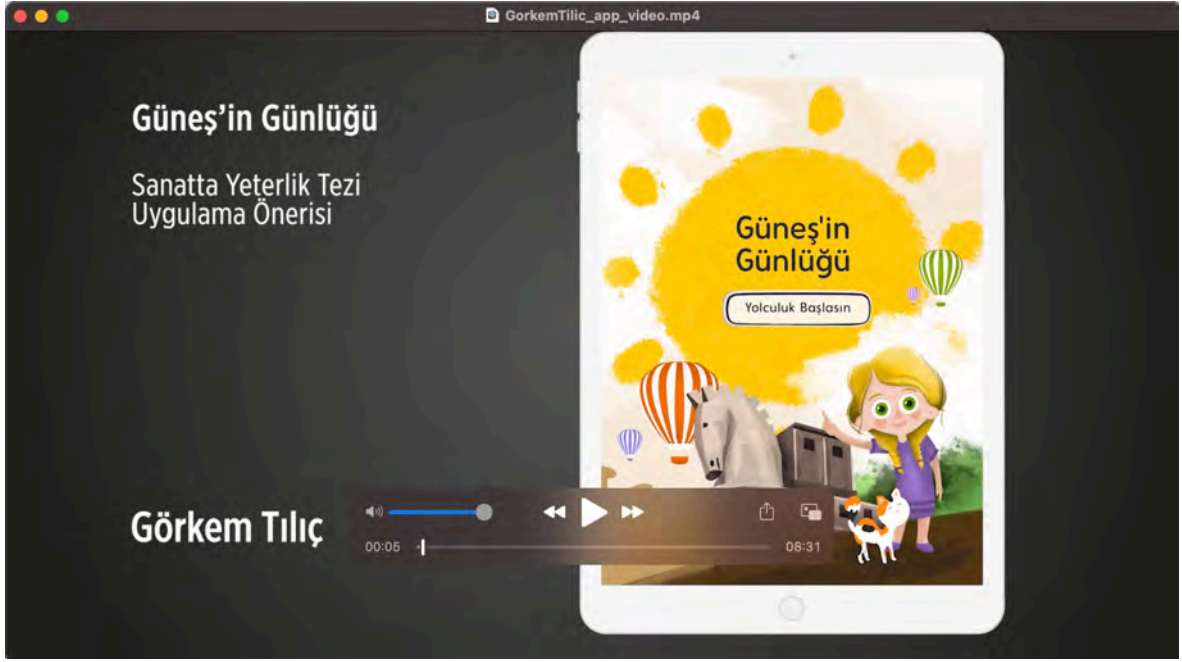 GorkemTilic_app_video.mp4
Güneş’in Günlüğü
Sanatta Yeterlik Tezi
Uygulama Önerisi
Güneş'in
Günlüğü
Yolculuk Başlasın
Görkem Tılıç
00:05
08:31